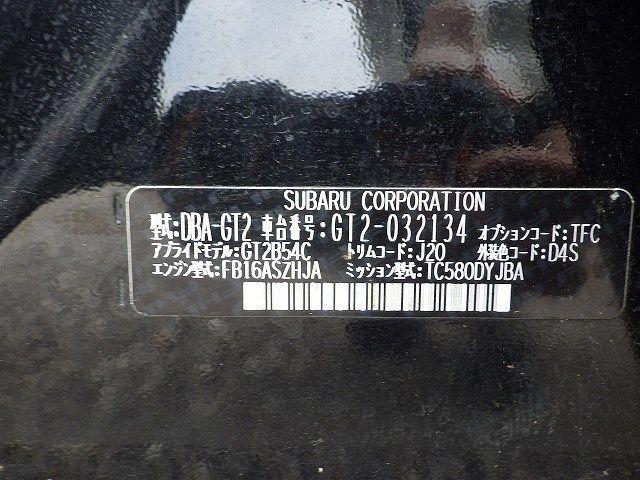 SUBARU CORPORATION
型式:DBA-GT2 車台番号:GT2-032134 オプションコード:TFC
アプライドモデル:GT2B54C トリムコード:J20 外装色コード:D4S
エンジン型式:FB16ASZHJA ミッション型式:TC580DYJBA